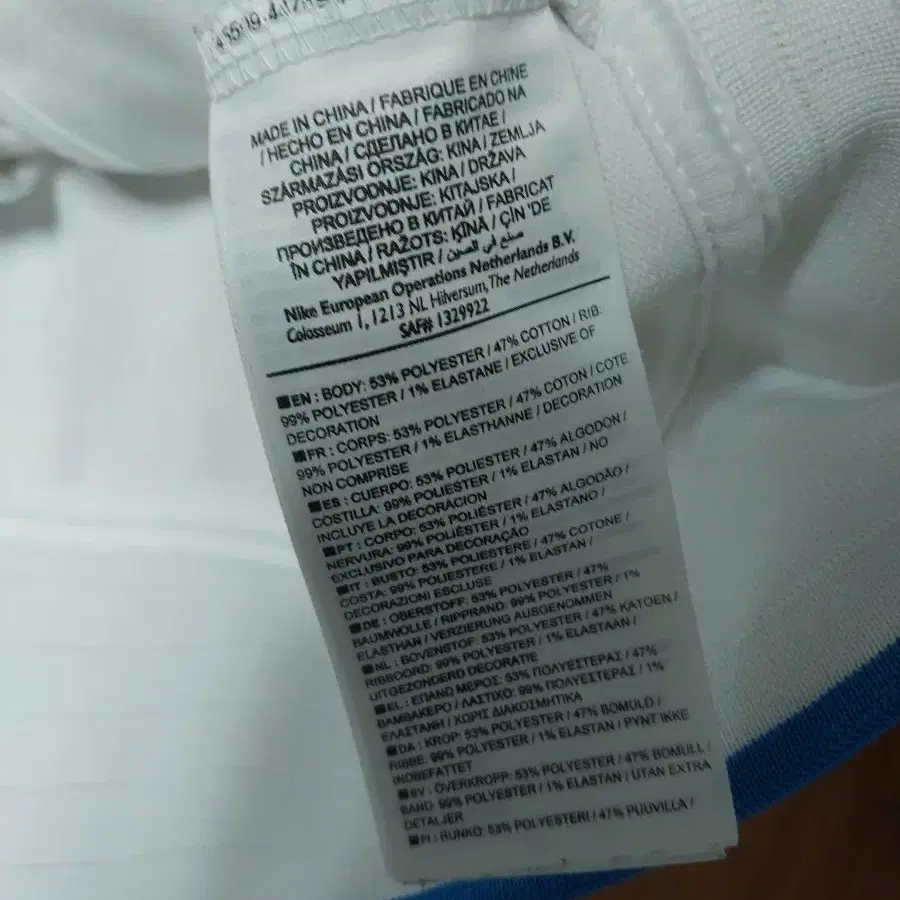 MADE IN CHINA / FABRIQUE EN CHINE
/ HECHO EN CHINA / FABRICADO NA
CHINA / СДЕЛАНО В КИТАЕ /
SZÁRMAZÁSI ORSZÁG: KINA / ZEMLJA
PROIZVODNJE: KINA / DRŽAVA
PROIZVODNJE: KITAJSKA /
ПРОИЗВЕДЕНО В КИТАЙ / FABRICAT
ÎN CHINA / RAŽOTS: ĶĪNĀ / ÇİN 'DE
YAPILMIŞTIR / صنع في الصين
Nike European Operations Netherlands B.V.
Colosseum 1, 1213 NL Hilversum, The Netherlands
SAF# 1329922
EN : BODY: 53% POLYESTER / 47% COTTON / RIB:
99% POLYESTER / 1% ELASTANE / EXCLUSIVE OF
DECORATION
FR : CORPS: 53% POLYESTER / 47% COTON / COTE
99% POLYESTER / 1% ELASTHANNE / DECORATION
NON COMPRISE
ES : CUERPO: 53% POLIESTER / 47% ALGODON /
COSTILLA: 99% POLIESTER / 1% ELASTAN / NO
INCLUYE LA DECORACION
PT : CORPO: 53% POLIÉSTER / 47% ALGODÃO /
NERVURA: 99% POLIÉSTER / 1% ELASTANO /
EXCLUSIVO PARA DECORAÇÃO
IT : BUSTO: 53% POLIESTERE / 47% COTONE /
COSTA: 99% POLIESTERE / 1% ELASTAN /
DECORAZIONI ESCLUSE
DE : OBERSTOFF: 53% POLYESTER / 47%
BAUMWOLLE / RIPPRAND: 99% POLYESTER / 1%
ELASTHAN / VERZIERUNG AUSGENOMMEN
NL : BOVENSTOF: 53% POLYESTER / 47% KATOEN /
RIBBOORD: 99% POLYESTER / 1% ELASTAAN /
UITGEZONDERD DECORATIE
EL : ΕΠΑΝΩ ΜΕΡΟΣ: 53% ΠΟΛΥΕΣΤΕΡΑΣ / 47%
ΒΑΜΒΑΚΕΡΟ / ΛΑΣΤΙΧΟ: 99% ΠΟΛΥΕΣΤΕΡΑΣ / 1%
ΕΛΑΣΤΑΝΗ / ΧΩΡΙΣ ΔΙΑΚΟΣΜΗΤΙΚΑ
DA : KROP: 53% POLYESTER / 47% BOMULD /
RIBBE: 99% POLYESTER / 1% ELASTAN / PYNT IKKE
INDBEFATTET
SV : ÖVERKROPP: 53% POLYESTER / 47% BOMULL /
BAND: 99% POLYESTER / 1% ELASTAN / UTAN EXTRA
DETALJER
FI : RUNKO: 53% POLYESTERI / 47% PUUVILLA /